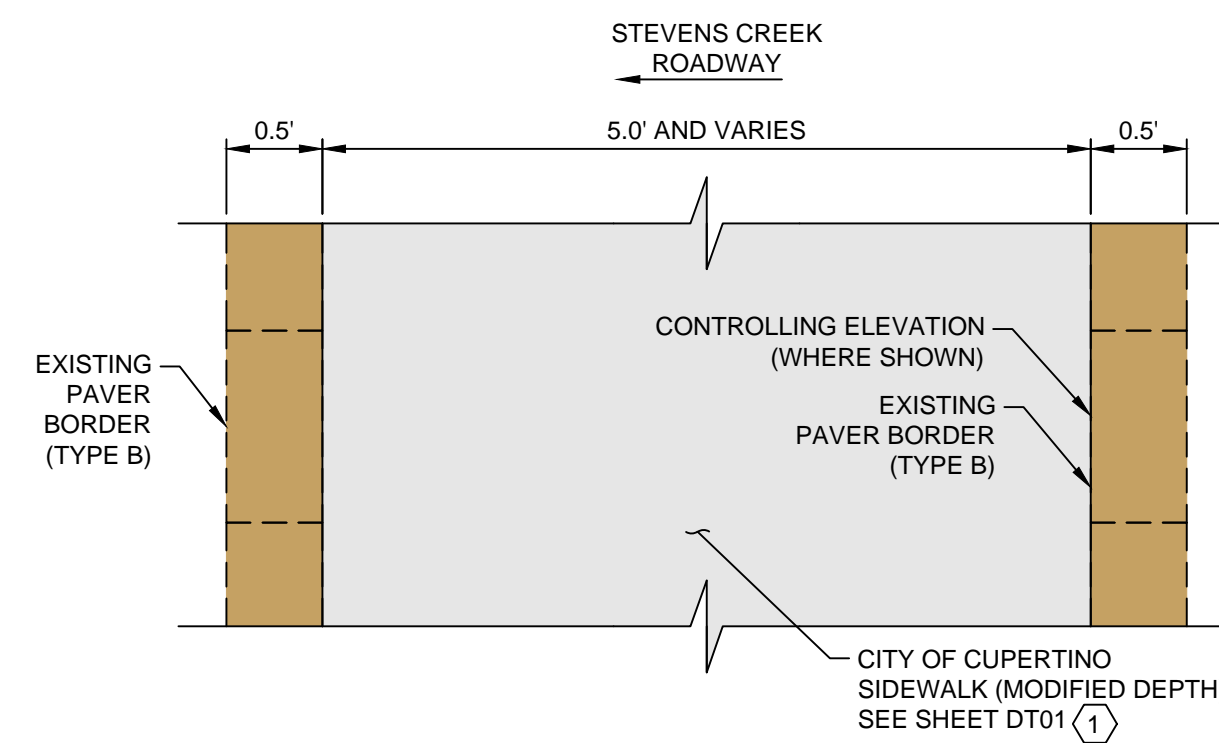 STEVENS CREEK
ROADWAY
0.5'
5.0' AND VARIES
0.5'
CONTROLLING ELEVATION
(WHERE SHOWN)
EXISTING
PAVER
BORDER
(TYPE B)
EXISTING
PAVER BORDER
(TYPE B)
CITY OF CUPERTINO
SIDEWALK (MODIFIED DEPTH
SEE SHEET DT01 1